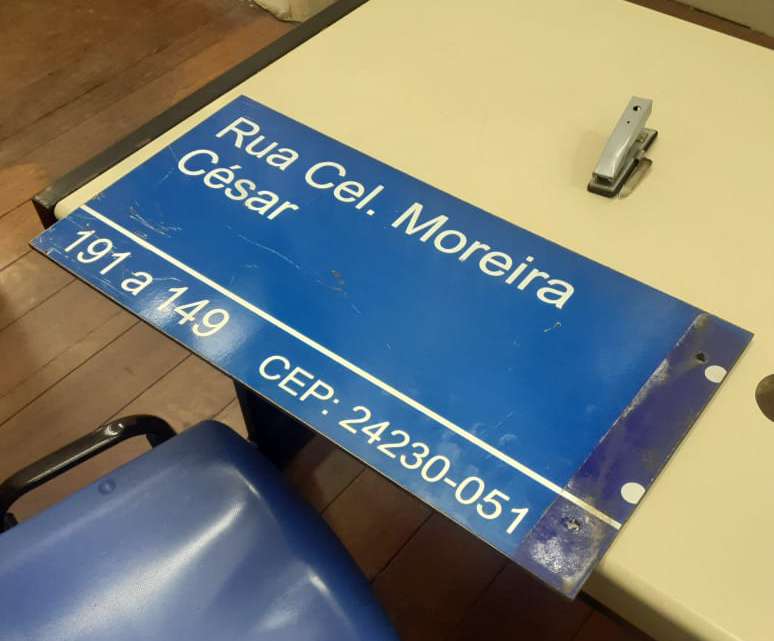 Rua Cel. Moreira
César
191 a 149 CEP: 24230-051